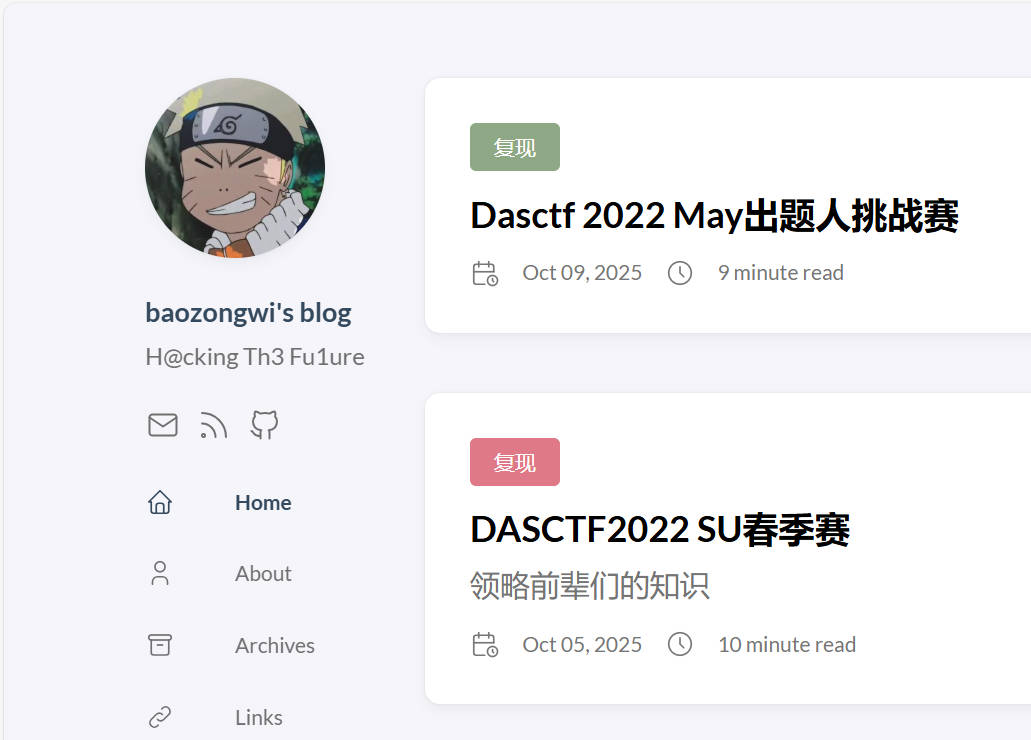 baozongwi's blog
H@cking Th3 Fu1ure
Home
About
Archives
Links
复现
Dasctf 2022 May出题人挑战赛
Oct 09, 2025 9 minute read
复现
DASCTF2022 SU春季赛
领略前辈们的知识
Oct 05, 2025 10 minute read